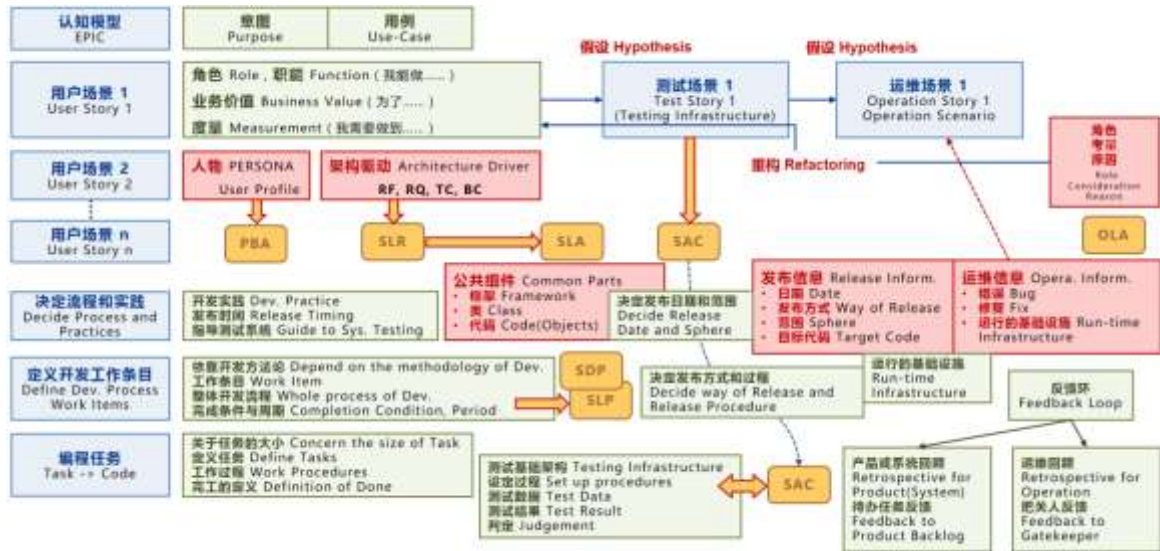 认知模型
EPIC
意图
Purpose
用例
Use-Case
假设 Hypothesis
假设 Hypothesis
用户场景 1
User Story 1
角色 Role , 职能 Function ( 我能做..... )
业务价值 Business Value ( 为了..... )
度量 Measurement ( 我需要做到..... )
测试场景 1
Test Story 1
(Testing Infrastructure)
运维场景 1
Operation Story 1
Operation Scenario
角色
考量
原因
Role
Consideration
Reason
重构 Refactoring
用户场景 2
User Story 2
人物 PERSONA
User Profile
架构驱动 Architecture Driver
RF, RQ, TC, BC
用户场景 n
User Story n
PBA
SLR
SLA
SAC
OLA
公共组件 Common Parts
• 框架 Framework
• 类 Class
• 代码 Code(Objects)
发布信息 Release Inform.
• 日期 Date
• 发布方式 Way of Release
• 范围 Sphere
• 目标代码 Target Code
运维信息 Opera. Inform.
• 错误 Bug
• 修复 Fix
• 运行的基础设施 Run-time
Infrastructure
决定流程和实践
Decide Process and
Practices
开发实践 Dev. Practice
发布时间 Release Timing
指导测试系统 Guide to Sys. Testing
决定发布日期和范围
Decide Release
Date and Sphere
定义开发工作条目
Define Dev. Process
Work Items
依靠开发方法论 Depend on the methodology of Dev.
工作条目 Work Item
整体开发流程 Whole process of Dev.
完成条件与周期 Completion Condition, Period
SDP
SLP
决定发布方式和过程
Decide way of Release and
Release Procedure
运行的基础设施
Run-time
Infrastructure
反馈环
Feedback Loop
编程任务
Task -> Code
关于任务的大小 Concern the size of Task
定义任务 Define Tasks
工作过程 Work Procedures
完工的定义 Definition of Done
测试基础架构 Testing Infrastructure
设定过程 Set up procedures
测试数据 Test Data
测试结果 Test Result
判定 Judgement
SAC
产品或系统回顾
Retrospective for
Product(System)
待办任务反馈
Feedback to
Product Backlog
运维回顾
Retrospective for
Operation
把关人反馈
Feedback to
Gatekeeper